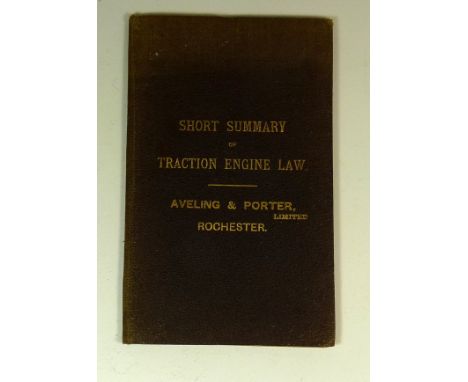 SHORT SUMMARY
OF
TRACTION ENGINE LAW.
AVELING & PORTER,
LIMITED
ROCHESTER.